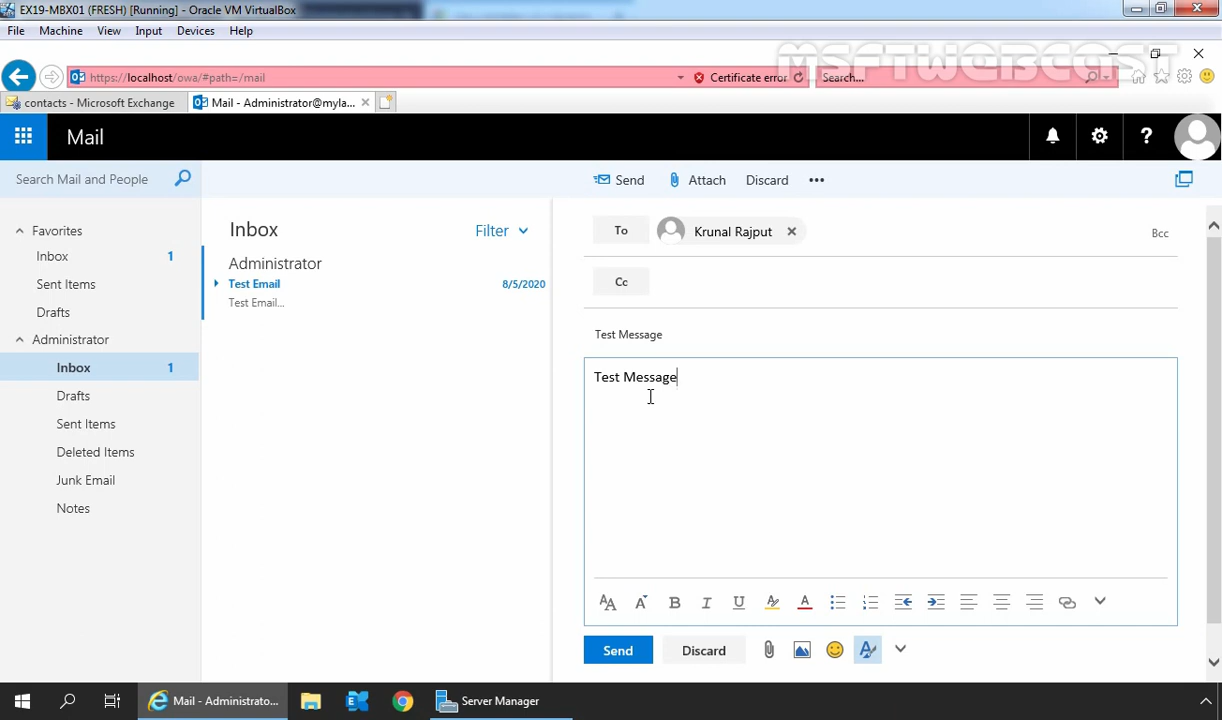 EX19-MBX01 (FRESH) [Running] - Oracle VM VirtualBox
File Machine View Input Devices Help
MSFTWEBCAST
https://localhost/owa/#path=/mail Certificate error Search...
contacts - Microsoft Exchange Mail - Administrator@myla...
Mail ?
Search Mail and People Send Attach Discard •••
Favorites Inbox Filter To Krunal Rajput Bcc
Inbox 1 Administrator
Sent Items Test Email 8/5/2020 Cc
Drafts Test Email...
Administrator Test Message
Inbox 1 Test Message
Drafts
Sent Items
Deleted Items
Junk Email
Notes
AA A B I U A A
Send Discard A
Mail - Administrato... Server Manager